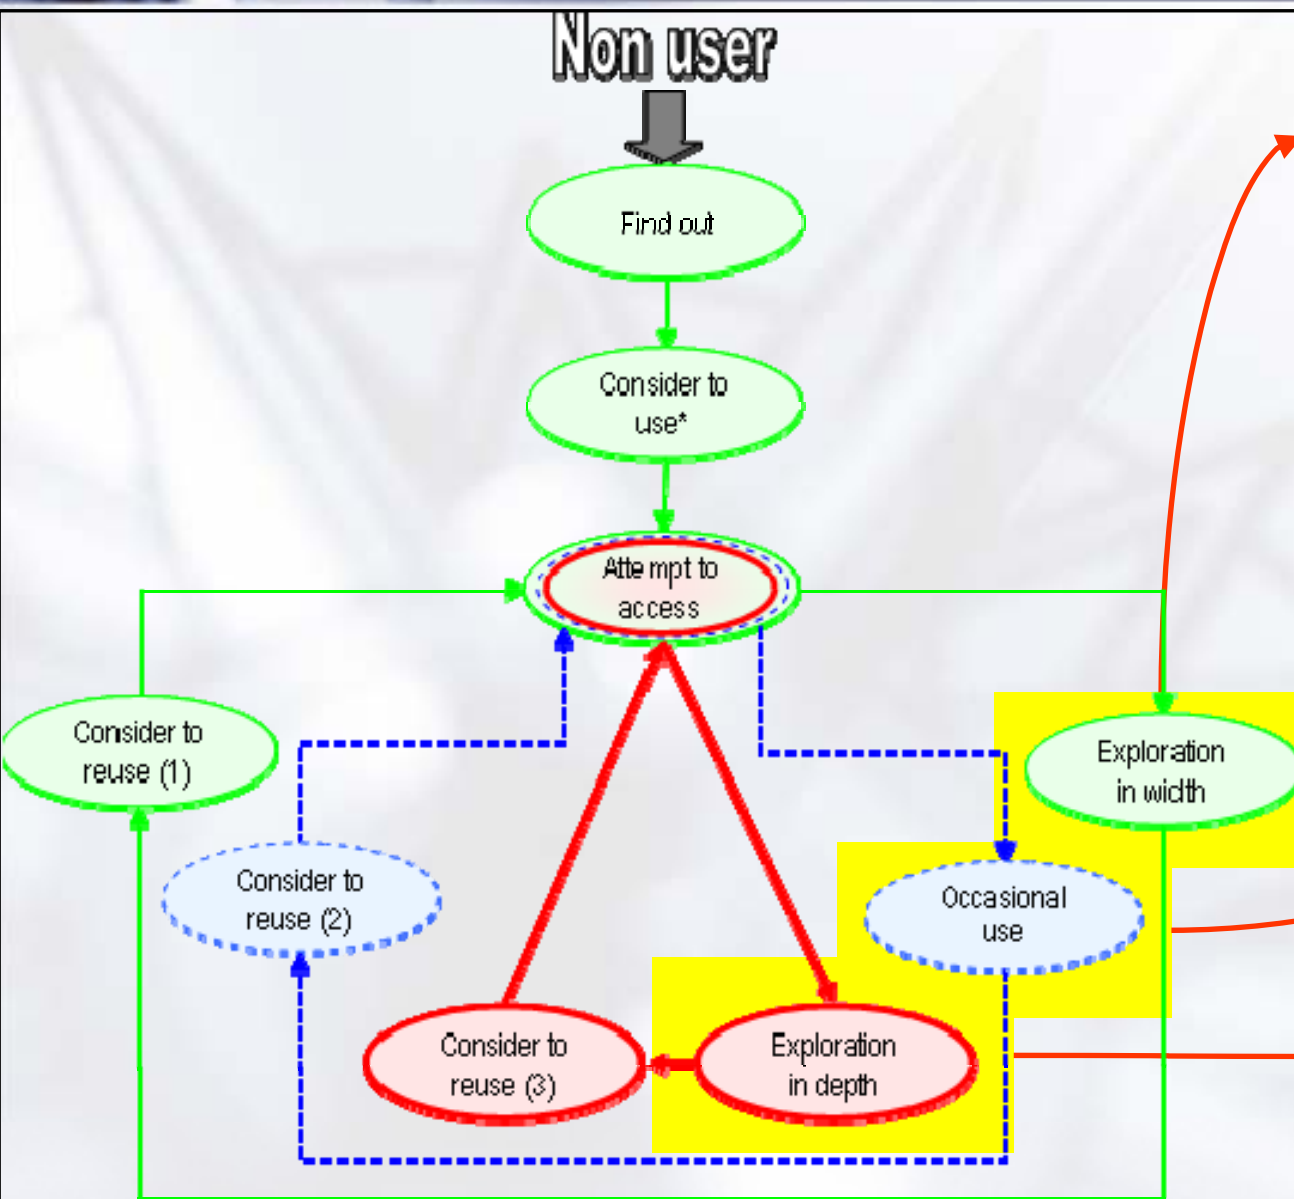 Non user
Find out
Consider to
use*
Attempt to
access
Consider to
reuse (1)
Exploration
in width
Consider to
reuse (2)
Occasional
use
Consider to
reuse (3)
Exploration
in depth